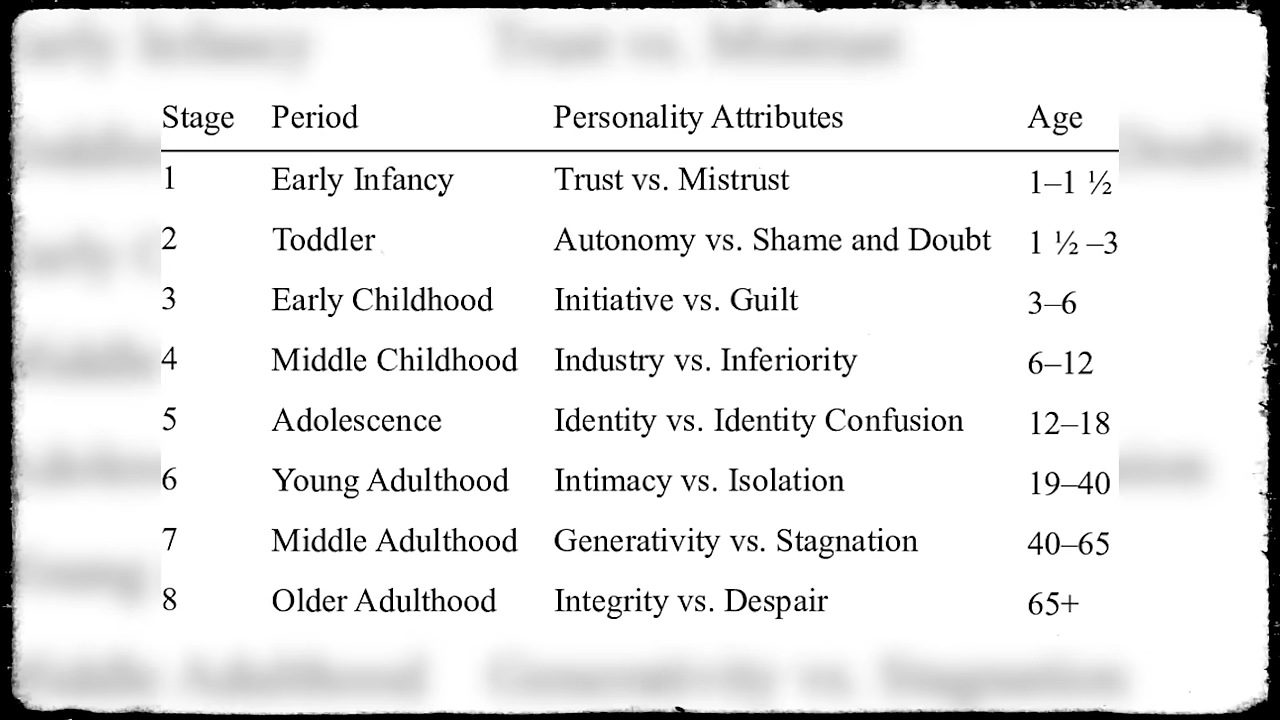 Stage Period Personality Attributes Age
1 Early Infancy Trust vs. Mistrust 1–1 ½
2 Toddler Autonomy vs. Shame and Doubt 1 ½ –3
3 Early Childhood Initiative vs. Guilt 3–6
4 Middle Childhood Industry vs. Inferiority 6–12
5 Adolescence Identity vs. Identity Confusion 12–18
6 Young Adulthood Intimacy vs. Isolation 19–40
7 Middle Adulthood Generativity vs. Stagnation 40–65
8 Older Adulthood Integrity vs. Despair 65+